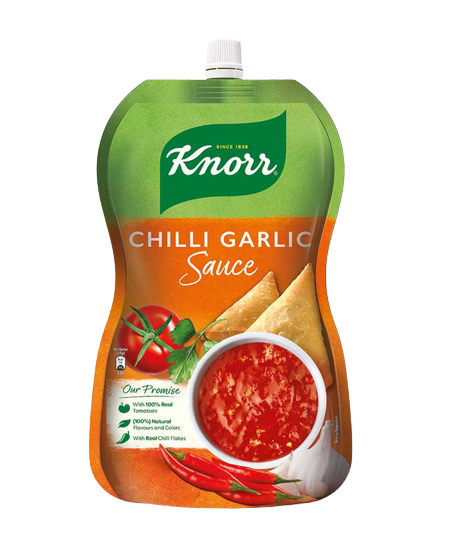 SINCE 1838
Knorr®
CHILLI GARLIC
Sauce
Our Promise
With 100% Real
Tomatoes
(100%) Natural
Flavours and Colors
With Real Chilli Flakes